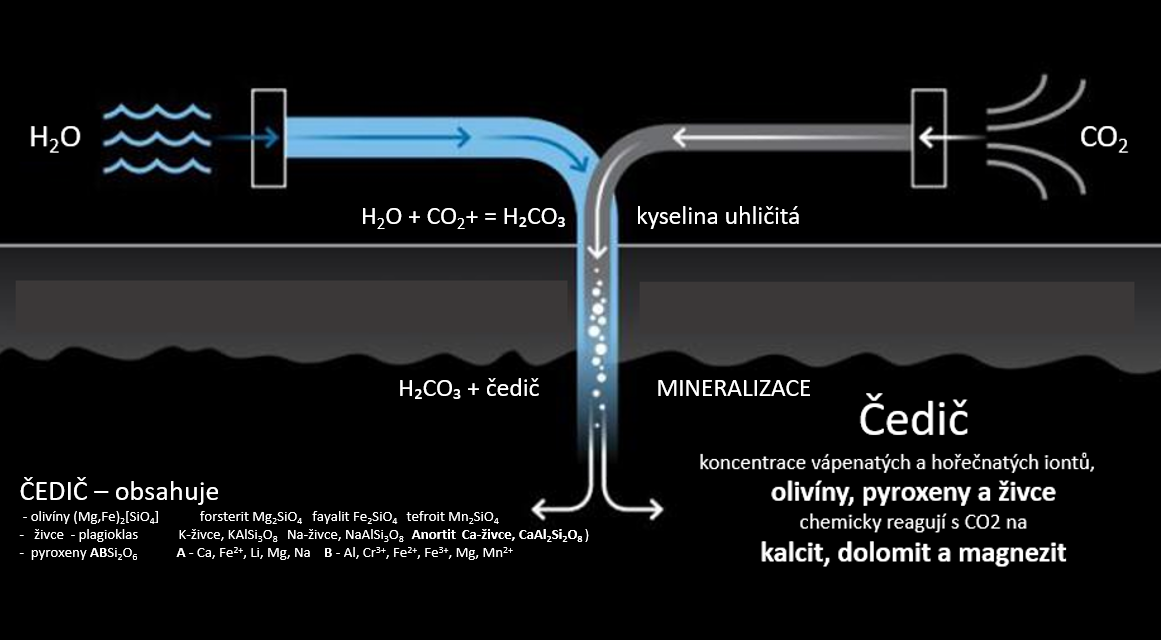 H₂O
CO₂
H₂O + CO₂+ = H₂CO₃ kyselina uhličitá
H₂CO₃ + čedič MINERALIZACE
Čedič
koncentrace vápenatých a hořečnatých iontů,
olivíny, pyroxeny a živce
chemicky reagují s CO2 na
kalcit, dolomit a magnezit
ČEDIČ – obsahuje
- olivíny (Mg,Fe)₂[SiO₄] forsterit Mg₂SiO₄ fayalit Fe₂SiO₄ tefroit Mn₂SiO₄
- živce - plagioklas K-živce, KAlSi₃O₈ Na-živce, NaAlSi₃O₈ Anortit Ca-živce, CaAl₂Si₂O₈ )
- pyroxeny ABSi₂O₆ A - Ca, Fe²⁺, Li, Mg, Na B - Al, Cr³⁺, Fe²⁺, Fe³⁺, Mg, Mn²⁺